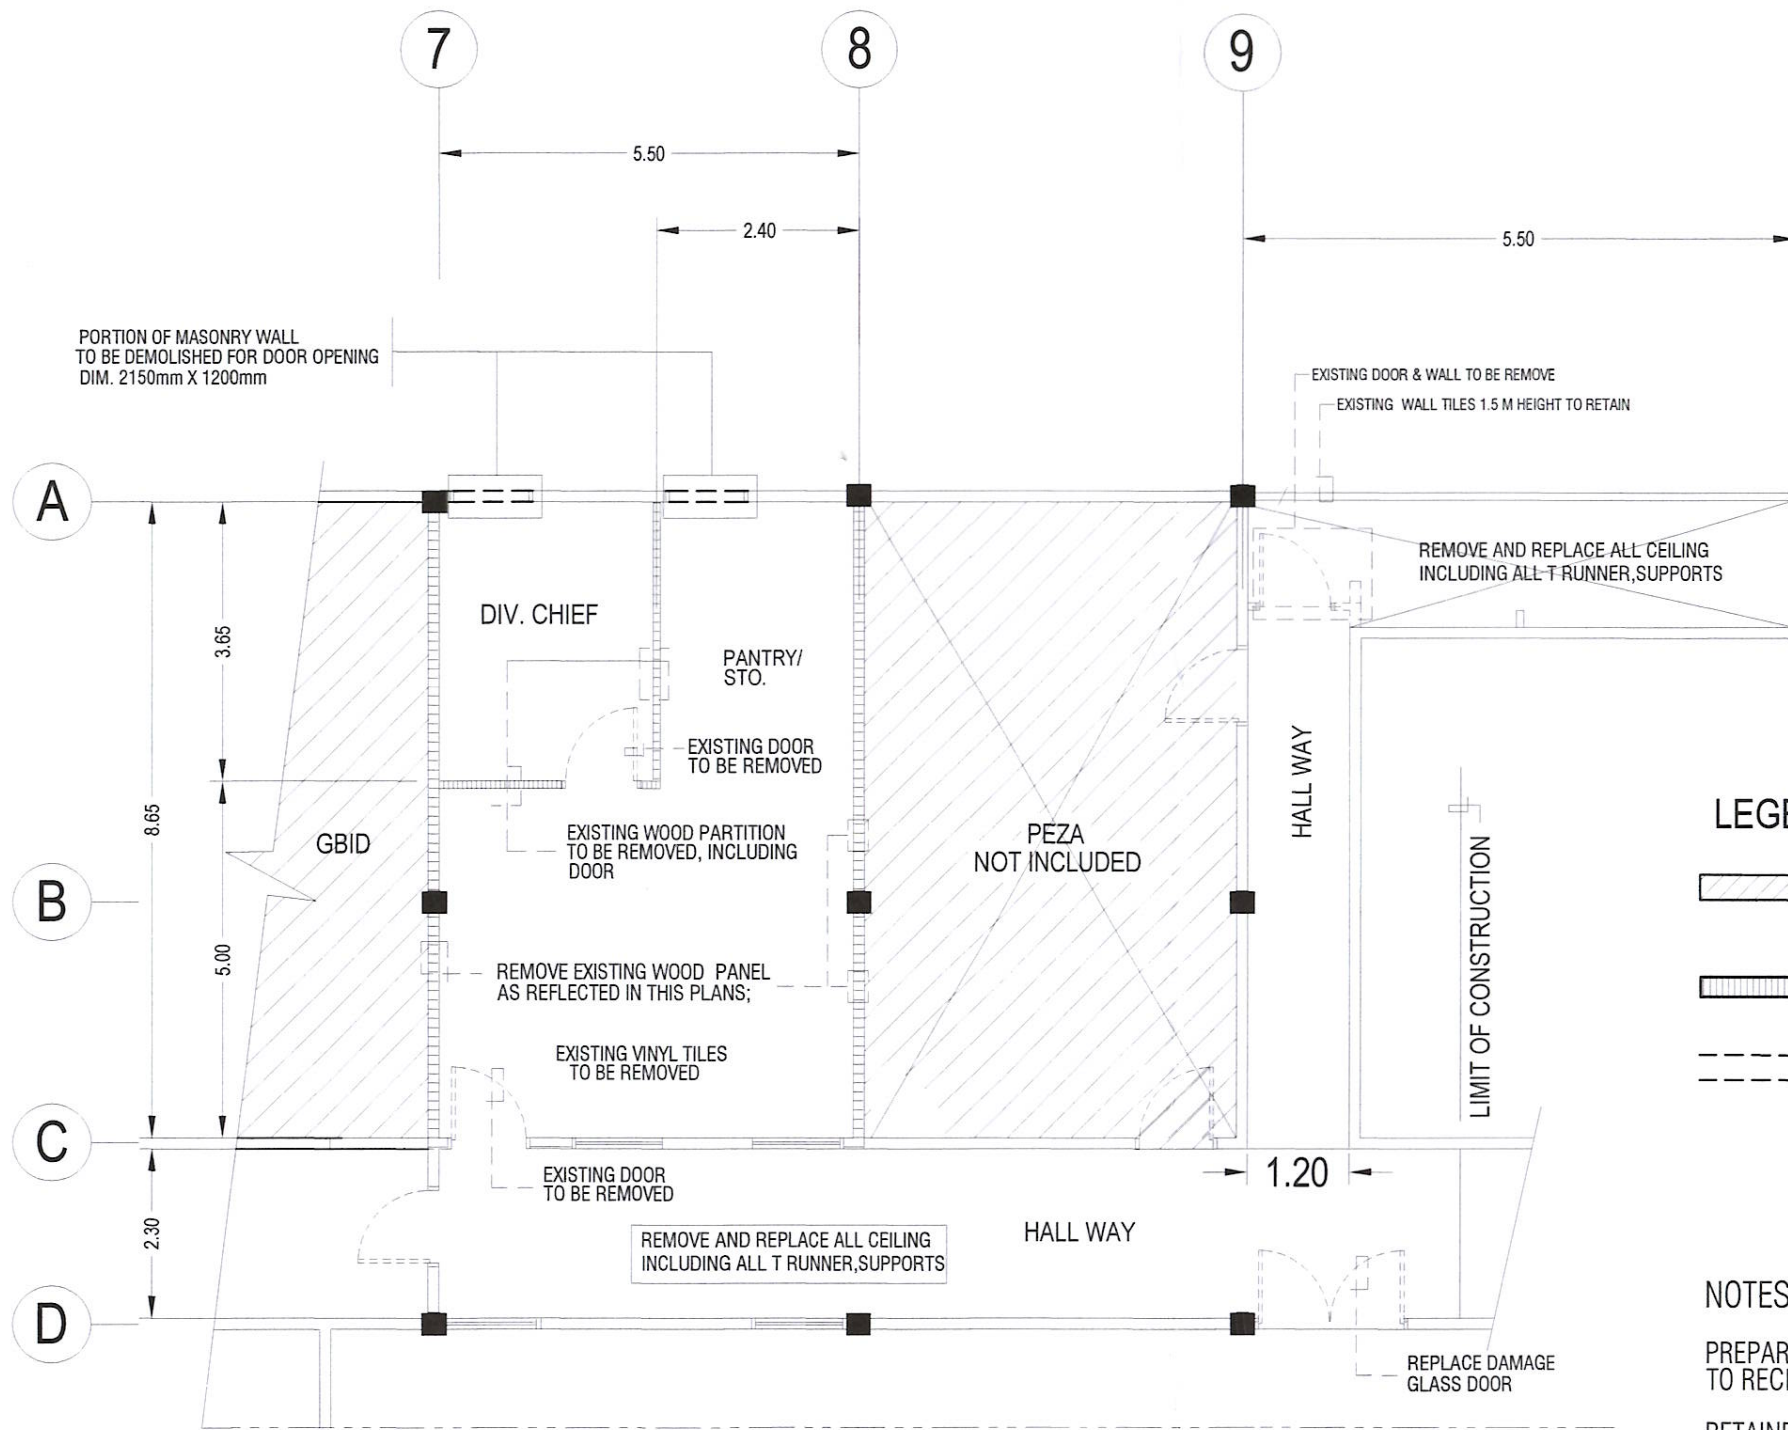 7
8
9
5.50
2.40
5.50
PORTION OF MASONRY WALL
TO BE DEMOLISHED FOR DOOR OPENING
DIM. 2150mm X 1200mm
EXISTING DOOR & WALL TO BE REMOVE
EXISTING WALL TILES 1.5 M HEIGHT TO RETAIN
A
REMOVE AND REPLACE ALL CEILING
INCLUDING ALL T RUNNER,SUPPORTS
DIV. CHIEF
3.65
PANTRY/
STO.
EXISTING DOOR
TO BE REMOVED
HALL WAY
8.65
GBID
EXISTING WOOD PARTITION
TO BE REMOVED, INCLUDING
DOOR
PEZA
NOT INCLUDED
LEGE
B
5.00
REMOVE EXISTING WOOD PANEL
AS REFLECTED IN THIS PLANS;
LIMIT OF CONSTRUCTION
EXISTING VINYL TILES
TO BE REMOVED
C
EXISTING DOOR
TO BE REMOVED
1.20
2.30
REMOVE AND REPLACE ALL CEILING
INCLUDING ALL T RUNNER,SUPPORTS
HALL WAY
D
NOTES
REPLACE DAMAGE
GLASS DOOR
PREPAR
TO RECE
RETAINE